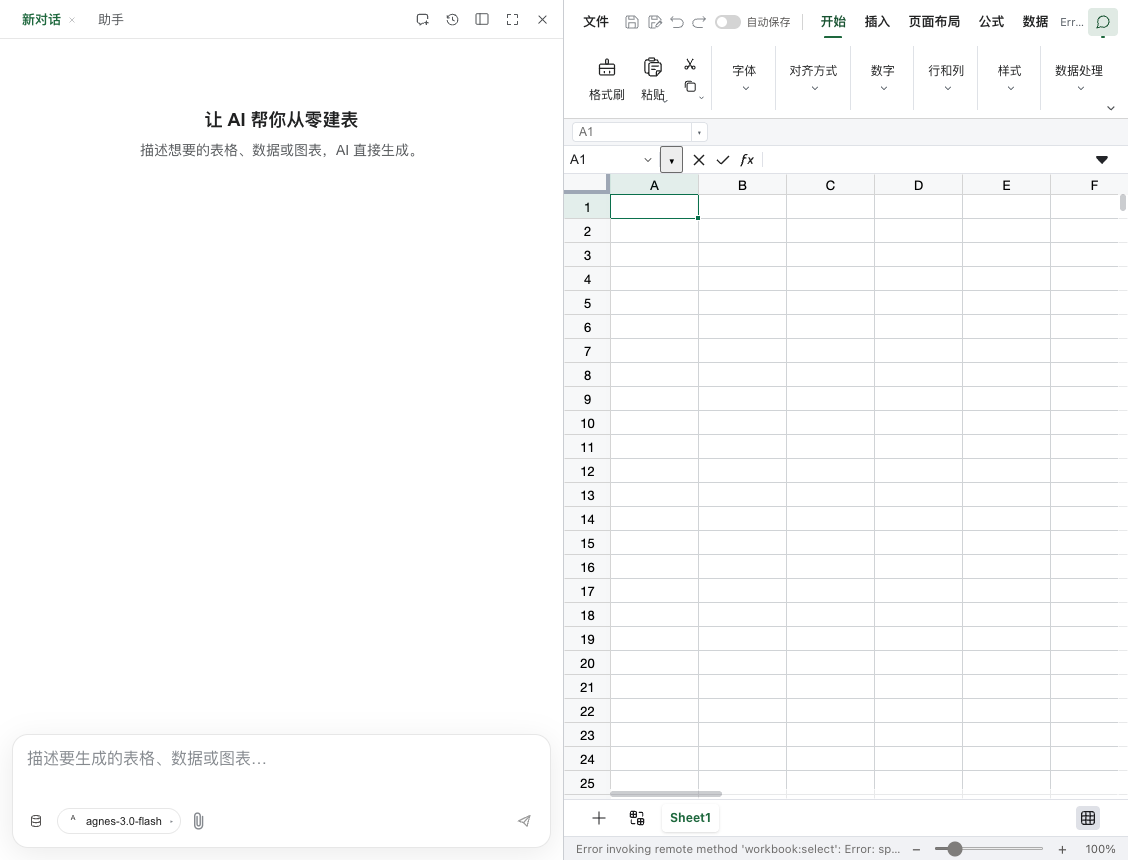 新对话
助手
让 AI 帮你从零建表
描述想要的表格、数据或图表，AI 直接生成。
描述要生成的表格、数据或图表…
A agnes-3.0-flash
文件 自动保存 开始 插入 页面布局 公式 数据 Err...
格式刷 粘贴 字体 对齐方式 数字 行和列 样式 数据处理
A1
A1 fx
A B C D E F
1
2
3
4
5
6
7
8
9
10
11
12
13
14
15
16
17
18
19
20
21
22
23
24
25
Sheet1
Error invoking remote method 'workbook:select': Error: sp... 100%